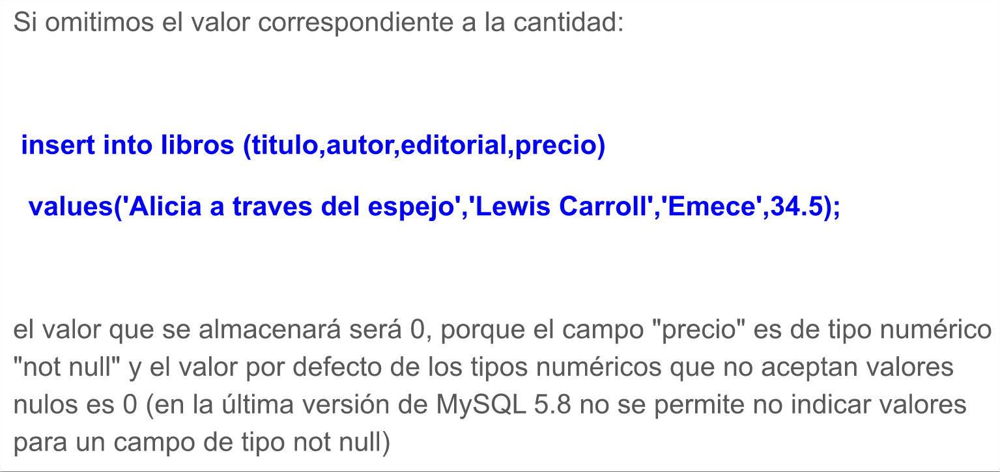 Si omitimos el valor correspondiente a la cantidad:
insert into libros (titulo,autor,editorial,precio)
values('Alicia a traves del espejo','Lewis Carroll','Emece',34.5);
el valor que se almacenará será 0, porque el campo "precio" es de tipo numérico
"not null" y el valor por defecto de los tipos numéricos que no aceptan valores
nulos es 0 (en la última versión de MySQL 5.8 no se permite no indicar valores
para un campo de tipo not null)